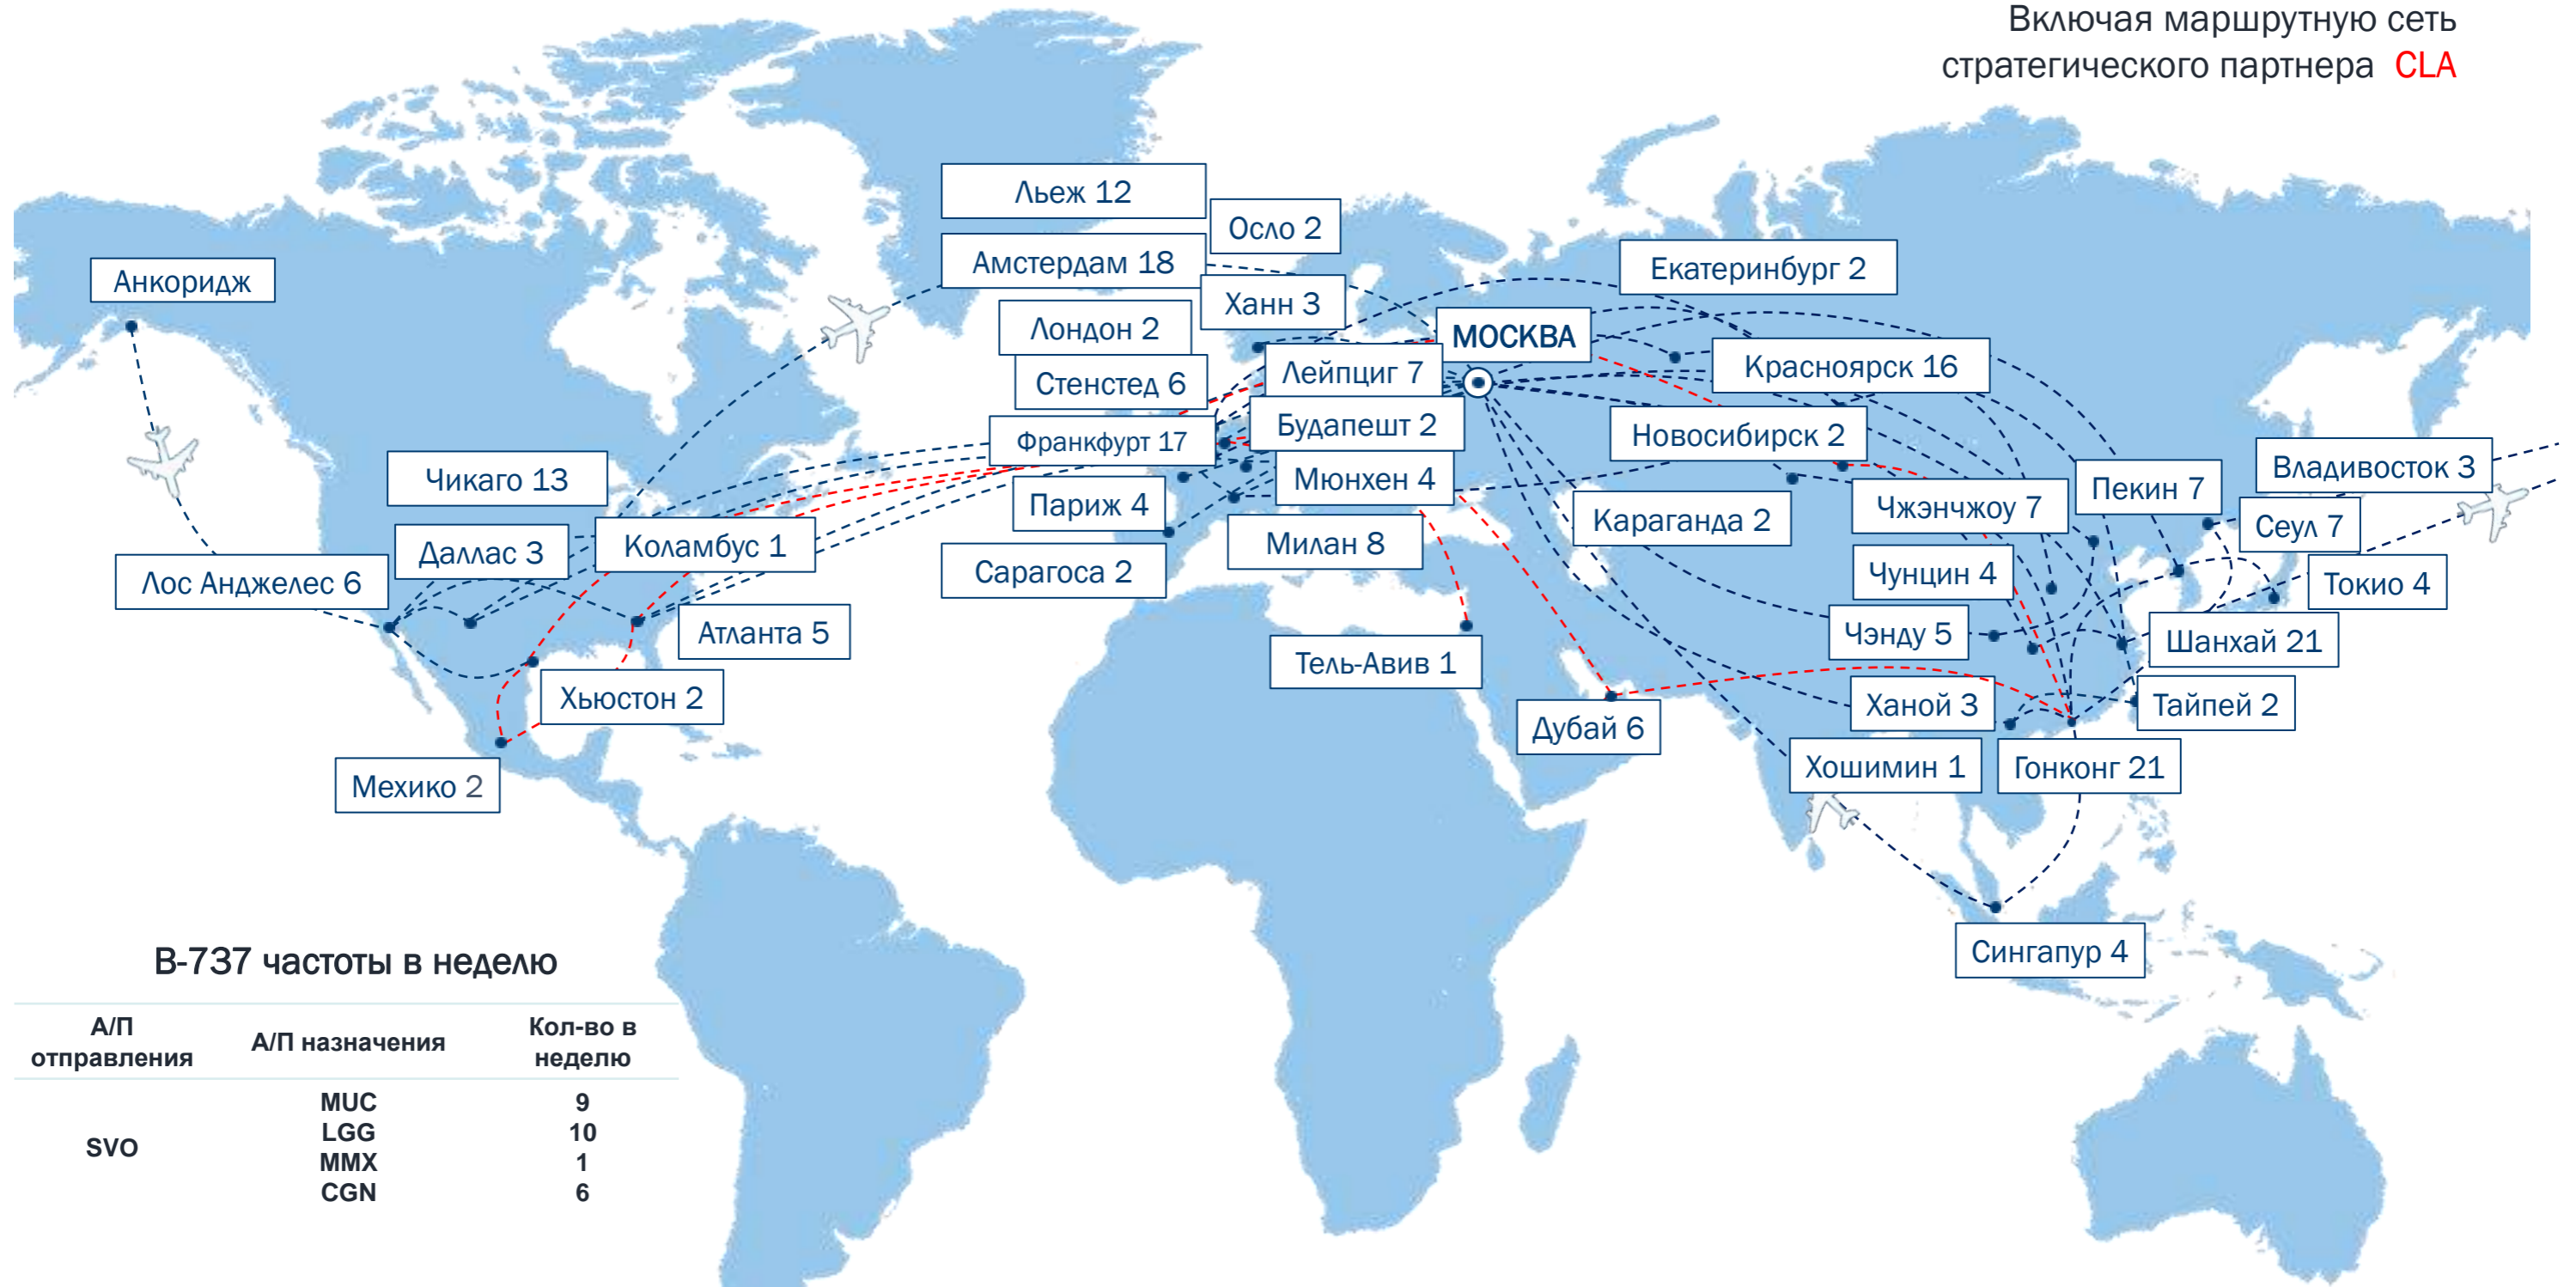 Включая маршрутную сеть
стратегического партнера CLA
Льеж 12
Осло 2
Амстердам 18
Екатеринбург 2
Анкоридж
Ханн 3
Лондон 2
МОСКВА
Красноярск 16
Лейпциг 7
Стенстед 6
Будапешт 2
Новосибирск 2
Франкфурт 17
Владивосток 3
Чикаго 13
Мюнхен 4
Пекин 7
Париж 4
Чжэнчжоу 7
Караганда 2
Сеул 7
Даллас 3
Коламбус 1
Милан 8
Сарагоса 2
Чунцин 4
Лос Анджелес 6
Токио 4
Атланта 5
Чэнду 5
Шанхай 21
Тель-Авив 1
Хьюстон 2
Ханой 3
Тайпей 2
Дубай 6
Мехико 2
Хошимин 1
Гонконг 21
Сингапур 4
В-737 частоты в неделю
А/П отправления
А/П назначения
Кол-во в неделю
SVO
MUC 9
LGG 10
MMX 1
CGN 6